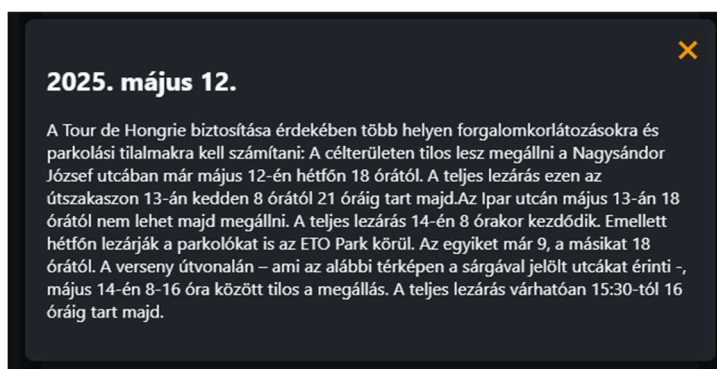 2025. május 12.
A Tour de Hongrie biztosítása érdekében több helyen forgalomkorlátozásokra és
parkolási tilalmakra kell számítani: A célterületen tilos lesz megállni a Nagysándor
József utcában már május 12-én hétfőn 18 órától. A teljes lezárás ezen az
útszakaszon 13-án kedden 8 órától 21 óráig tart majd.Az Ipar utcán május 13-án 18
órától nem lehet majd megállni. A teljes lezárás 14-én 8 órakor kezdődik. Emellett
hétfőn lezárják a parkolókat is az ETO Park körül. Az egyiket már 9, a másikat 18
órától. A verseny útvonalán – ami az alábbi térképen a sárgával jelölt utcákat érinti -,
május 14-én 8-16 óra között tilos a megállás. A teljes lezárás várhatóan 15:30-tól 16
óráig tart majd.